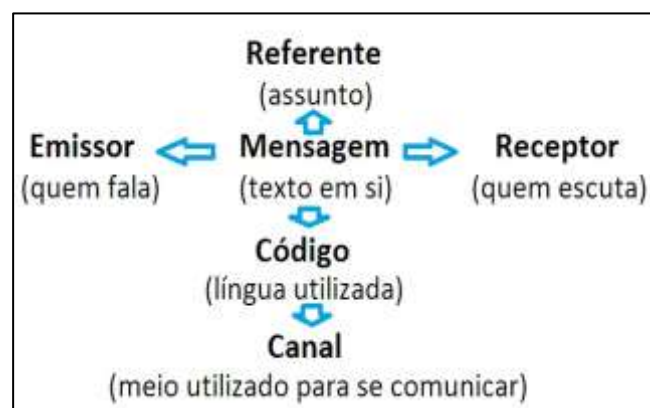 Referente
(assunto)
Emissor Mensagem Receptor
(quem fala) (texto em si) (quem escuta)
Código
(língua utilizada)
Canal
(meio utilizado para se comunicar)